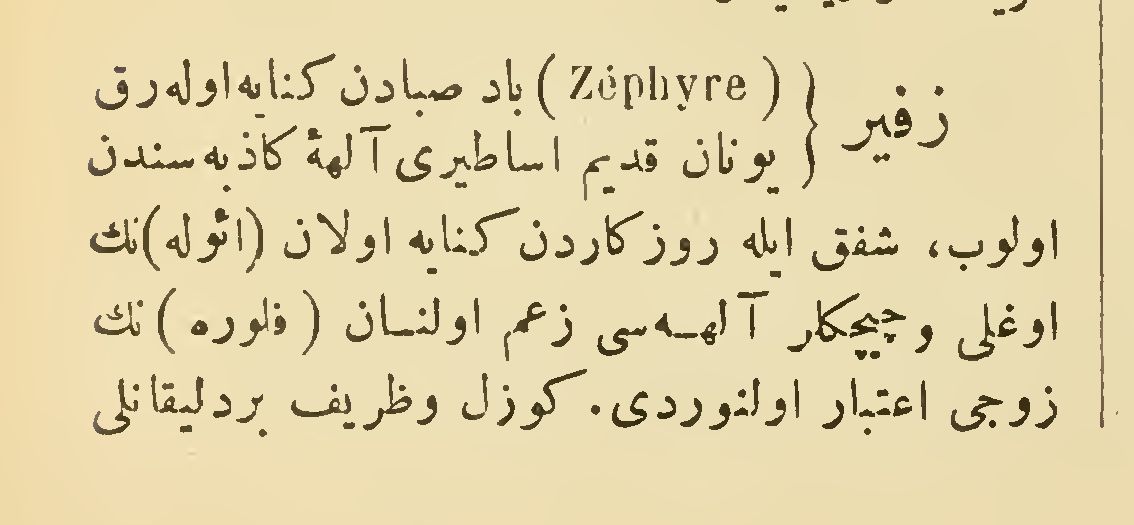 زفیر } (Zéphyre) باد صبادن کنایه اوله رق
یونان قدیم اساطیری آلههٔ کاذبه سندن
اولوب، شفق ایله روزکاردن کنایه اولان (ائوله)نك
اوغلی وچیچکلر آلهه سی زعم اولنان (فلوره)نك
زوجی اعتبار اولنوردی. کوزل وظریف بردلیقانلی